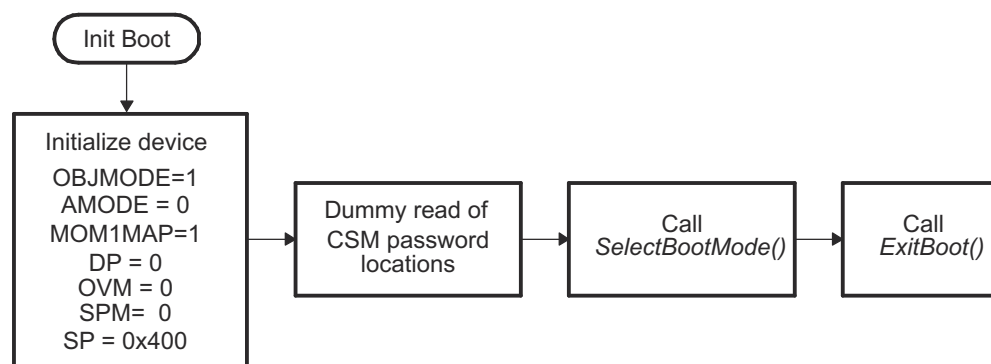 Init Boot
Initialize device
OBJMODE=1
AMODE = 0
MOM1MAP=1
DP = 0
OVM = 0
SPM= 0
SP = 0x400
Dummy read of
CSM password
locations
Call
SelectBootMode()
Call
ExitBoot()